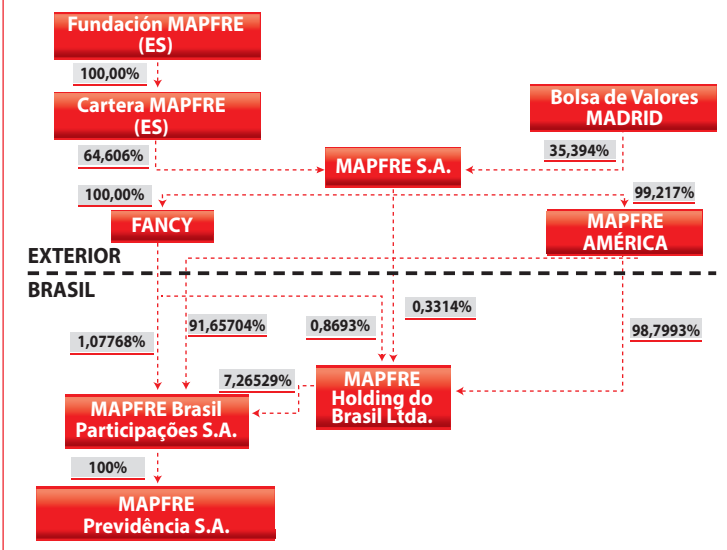 Fundación MAPFRE
(ES)
100,00%
Cartera MAPFRE
(ES)
Bolsa de Valores
MADRID
64,606%
35,394%
MAPFRE S.A.
100,00%
99,217%
FANCY
MAPFRE
AMÉRICA
EXTERIOR
BRASIL
1,07768%
91,65704%
0,8693%
0,3314%
98,7993%
7,26529%
MAPFRE
Holding do
Brasil Ltda.
MAPFRE Brasil
Participações S.A.
100%
MAPFRE
Previdência S.A.